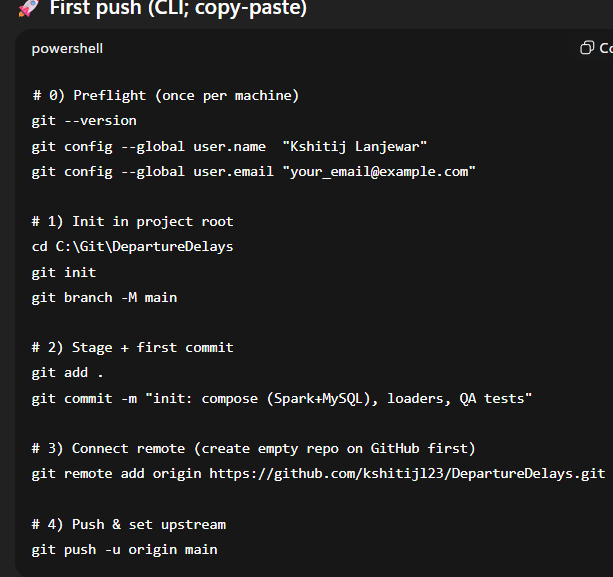 🚀 First push (CLI; copy-paste)
powershell
# 0) Preflight (once per machine)
git --version
git config --global user.name  "Kshitij Lanjewar"
git config --global user.email "your_email@example.com"
# 1) Init in project root
cd C:\Git\DepartureDelays
git init
git branch -M main
# 2) Stage + first commit
git add .
git commit -m "init: compose (Spark+MySQL), loaders, QA tests"
# 3) Connect remote (create empty repo on GitHub first)
git remote add origin https://github.com/kshitijl23/DepartureDelays.git
# 4) Push & set upstream
git push -u origin main